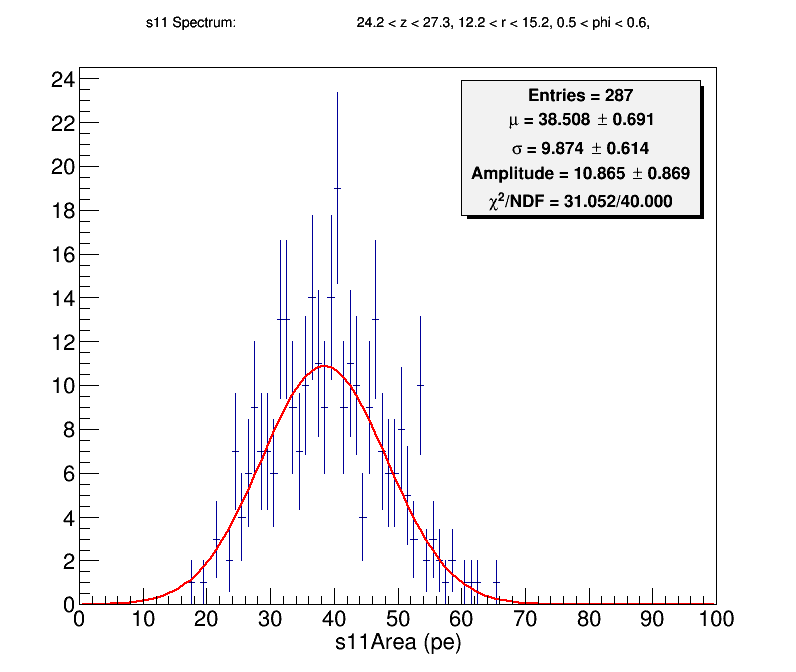 s11 Spectrum: 24.2 < z < 27.3, 12.2 < r < 15.2, 0.5 < phi < 0.6,
Entries = 287
μ = 38.508 ± 0.691
σ = 9.874 ± 0.614
Amplitude = 10.865 ± 0.869
χ²/NDF = 31.052/40.000
24
22
20
18
16
14
12
10
8
6
4
2
0
0 10 20 30 40 50 60 70 80 90 100
s11Area (pe)